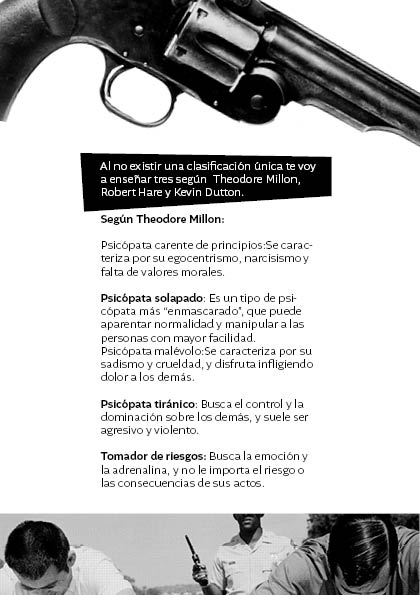 Al no existir una clasificación única te voy
a enseñar tres según Theodore Millon,
Robert Hare y Kevin Dutton.
Según Theodore Millon:
Psicópata carente de principios:Se carac-
teriza por su egocentrismo, narcisismo y
falta de valores morales.
Psicópata solapado: Es un tipo de psi-
cópata más “enmascarado”, que puede
aparentar normalidad y manipular a las
personas con mayor facilidad.
Psicópata malévolo:Se caracteriza por su
sadismo y crueldad, y disfruta infligiendo
dolor a los demás.
Psicópata tiránico: Busca el control y la
dominación sobre los demás, y suele ser
agresivo y violento.
Tomador de riesgos: Busca la emoción y
la adrenalina, y no le importa el riesgo o
las consecuencias de sus actos.